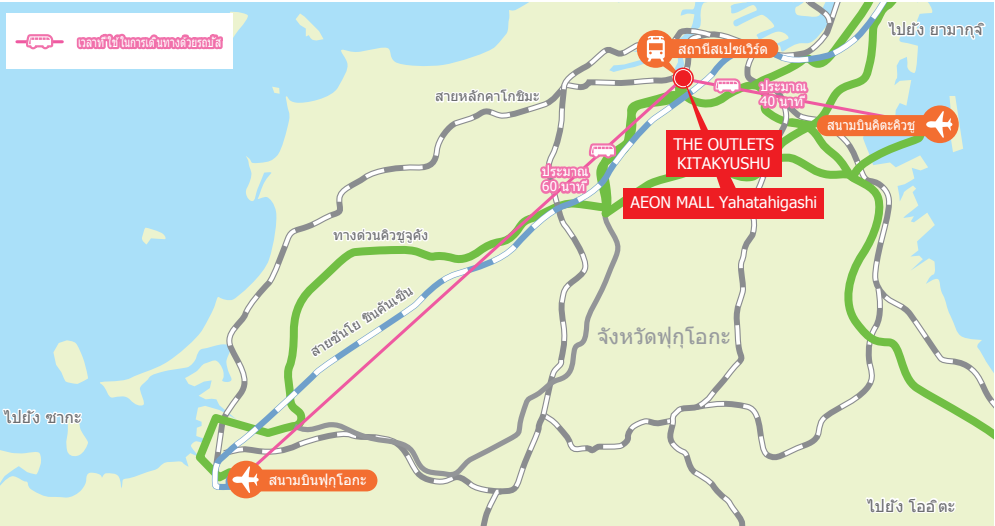 เวลาที่ใช้ในการเดินทางด้วยรถบัส
ไปยัง ยามากุจิ
สถานีสเปซเวิร์ด
ประมาณ
40 นาที
สายหลักคาโกชิมะ
สนามบินคิตะคิวชู
THE OUTLETS
KITAKYUSHU
ประมาณ
60 นาที
AEON MALL Yahatahigashi
ทางด่วนคิวชูจูคัง
สายซันโย ชินคันเซ็น
จังหวัดฟุกุโอกะ
ไปยัง ซากะ
สนามบินฟุกุโอกะ
ไปยัง โออิตะ